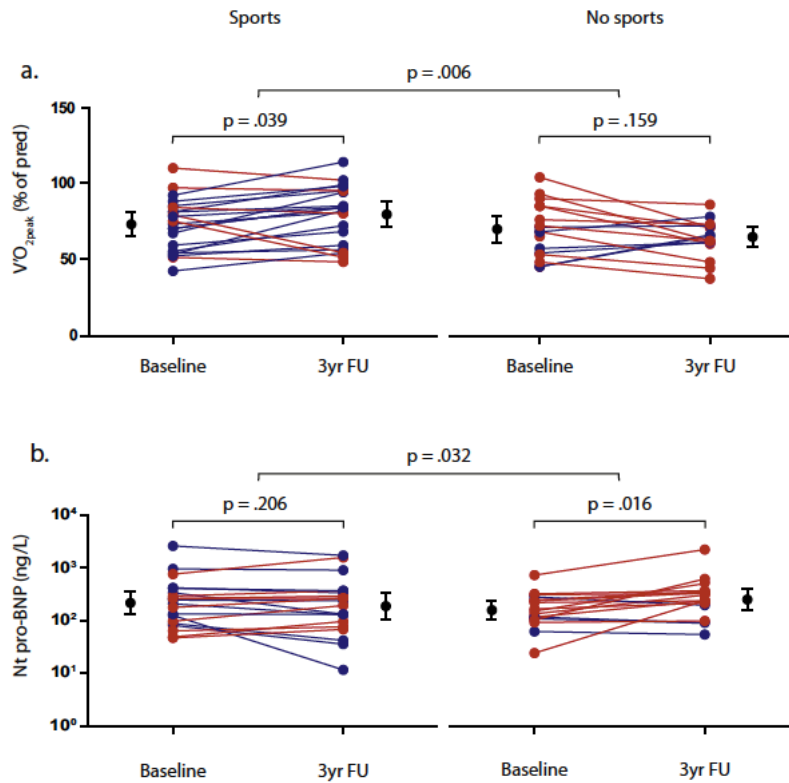 Sports No sports
a.
p = .006
p = .039 p = .159
V'O2peak (% of pred)
150
100
50
0
Baseline 3yr FU Baseline 3yr FU
b.
p = .032
p = .206 p = .016
Nt pro-BNP (ng/L)
10⁴
10³
10²
10¹
10⁰
Baseline 3yr FU Baseline 3yr FU